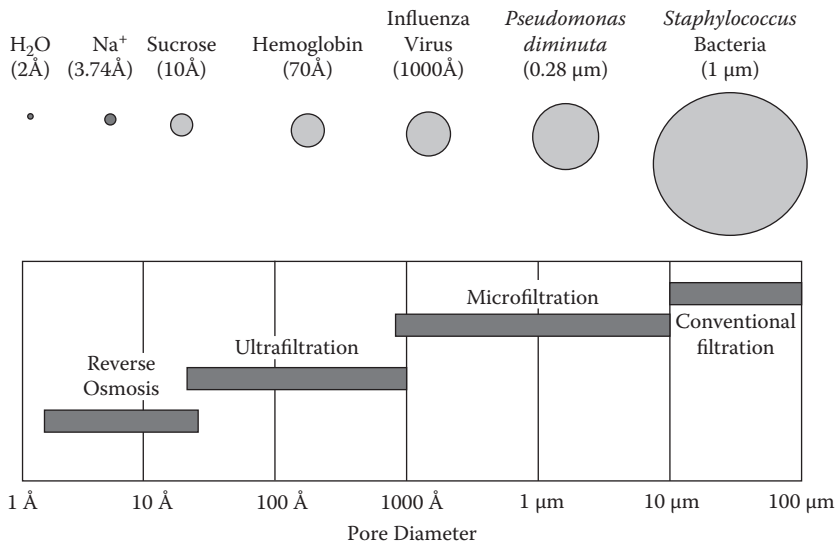 H₂O
(2Å)
Na⁺
(3.74Å)
Sucrose
(10Å)
Hemoglobin
(70Å)
Influenza
Virus
(1000Å)
Pseudomonas
diminuta
(0.28 μm)
Staphylococcus
Bacteria
(1 μm)
Microfiltration
Conventional
filtration
Ultrafiltration
Reverse
Osmosis
1 Å 10 Å 100 Å 1000 Å 1 μm 10 μm 100 μm
Pore Diameter